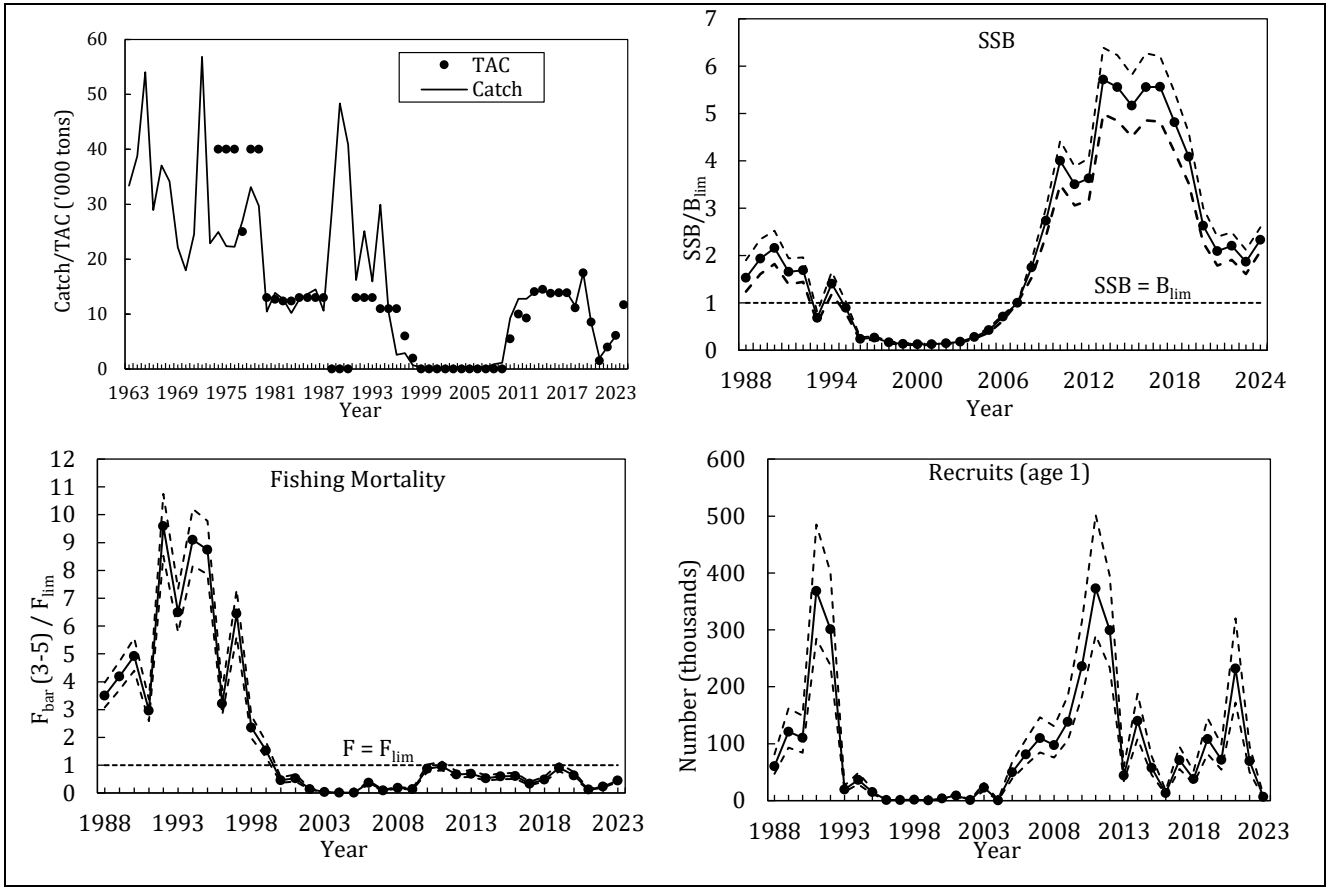 60
50
40
30
20
10
0
Catch/TAC ('000 tons)
TAC
Catch
1963 1969 1975 1981 1987 1993 1999 2005 2011 2017 2023
Year
SSB
7
6
5
4
3
2
1
0
SSB/Blim
SSB = Blim
1988 1994 2000 2006 2012 2018 2024
Year
Fishing Mortality
12
11
10
9
8
7
6
5
4
3
2
1
0
Fbar (3-5) / Flim
F = Flim
1988 1993 1998 2003 2008 2013 2018 2023
Year
Recruits (age 1)
600
500
400
300
200
100
0
Number (thousands)
1988 1993 1998 2003 2008 2013 2018 2023
Year